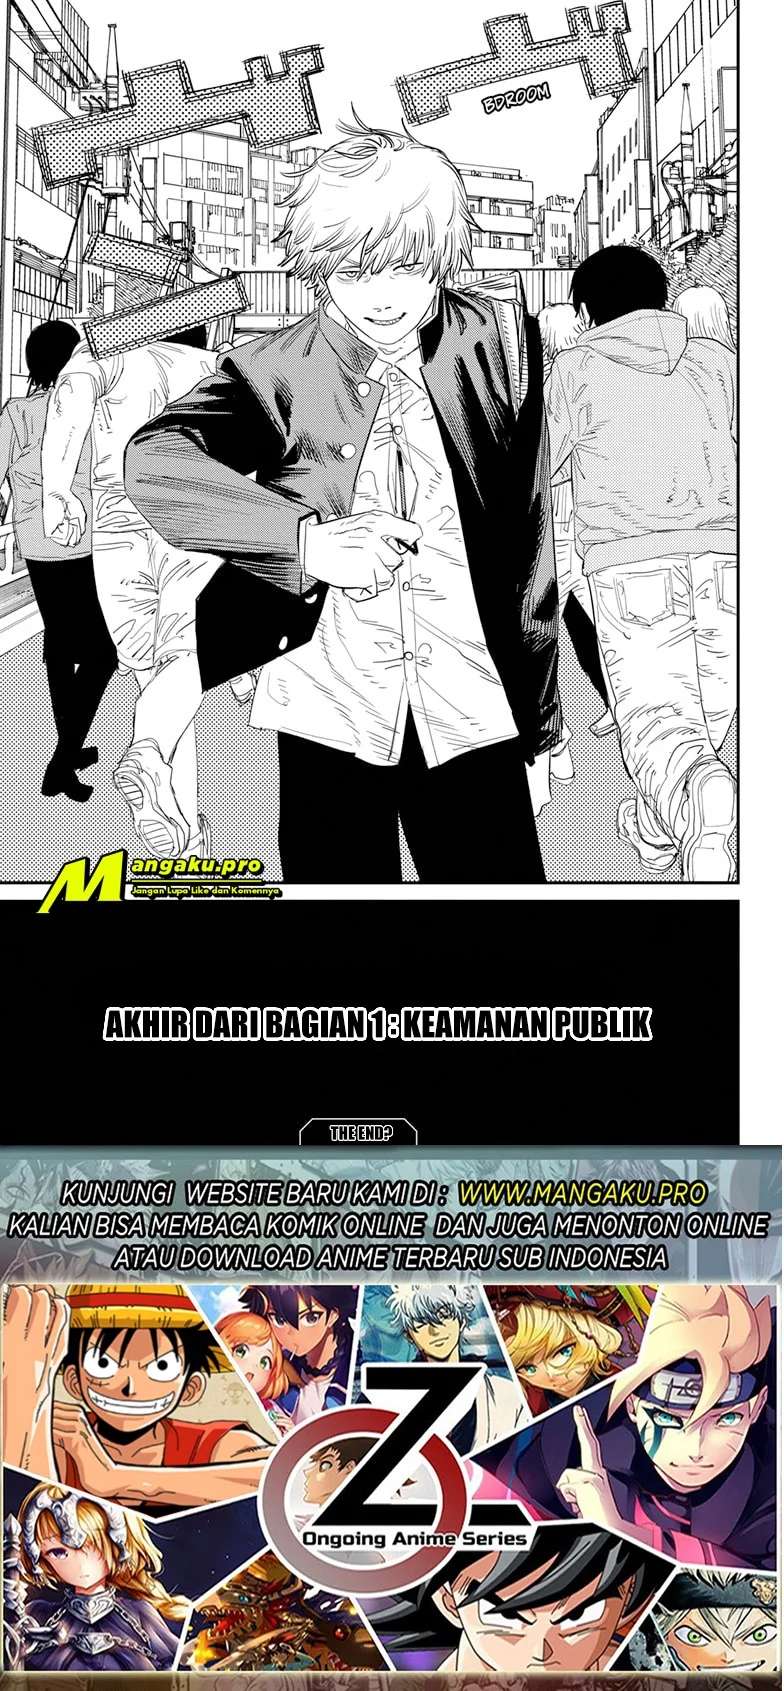 BDROOM
Mangaku.pro
Jangan Lupa Like dan Komennya
AKHIR DARI BAGIAN 1 : KEAMANAN PUBLIK
THE END?
KUNJUNGI WEBSITE BARU KAMI DI : WWW.MANGAKU.PRO
KALIAN BISA MEMBACA KOMIK ONLINE DAN JUGA MENONTON ONLINE
ATAU DOWNLOAD ANIME TERBARU SUB INDONESIA
OZ
Ongoing Anime Series